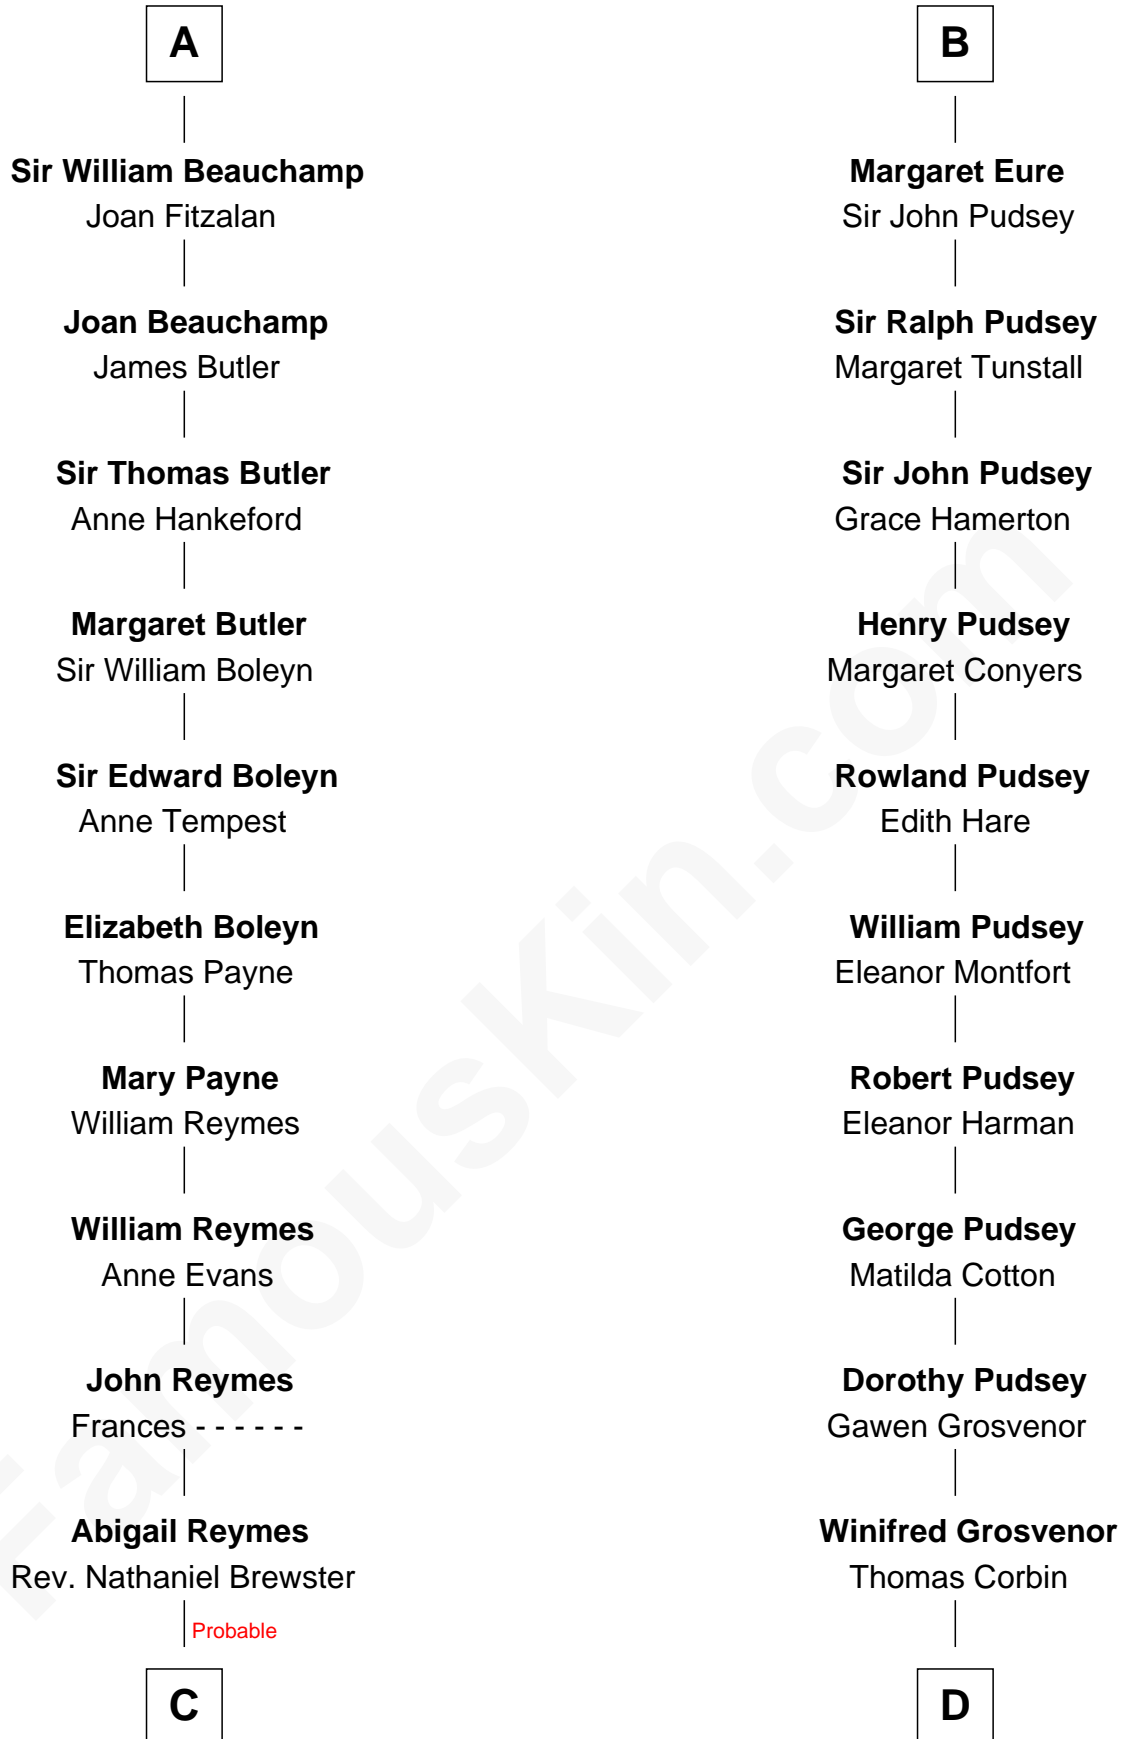 A
Sir William Beauchamp
Joan Fitzalan
Joan Beauchamp
James Butler
Sir Thomas Butler
Anne Hankeford
Margaret Butler
Sir William Boleyn
Sir Edward Boleyn
Anne Tempest
Elizabeth Boleyn
Thomas Payne
Mary Payne
William Reymes
William Reymes
Anne Evans
John Reymes
Frances - - - - - -
Abigail Reymes
Rev. Nathaniel Brewster
Probable
C
B
Margaret Eure
Sir John Pudsey
Sir Ralph Pudsey
Margaret Tunstall
Sir John Pudsey
Grace Hamerton
Henry Pudsey
Margaret Conyers
Rowland Pudsey
Edith Hare
William Pudsey
Eleanor Montfort
Robert Pudsey
Eleanor Harman
George Pudsey
Matilda Cotton
Dorothy Pudsey
Gawen Grosvenor
Winifred Grosvenor
Thomas Corbin
D
FamousKin.com